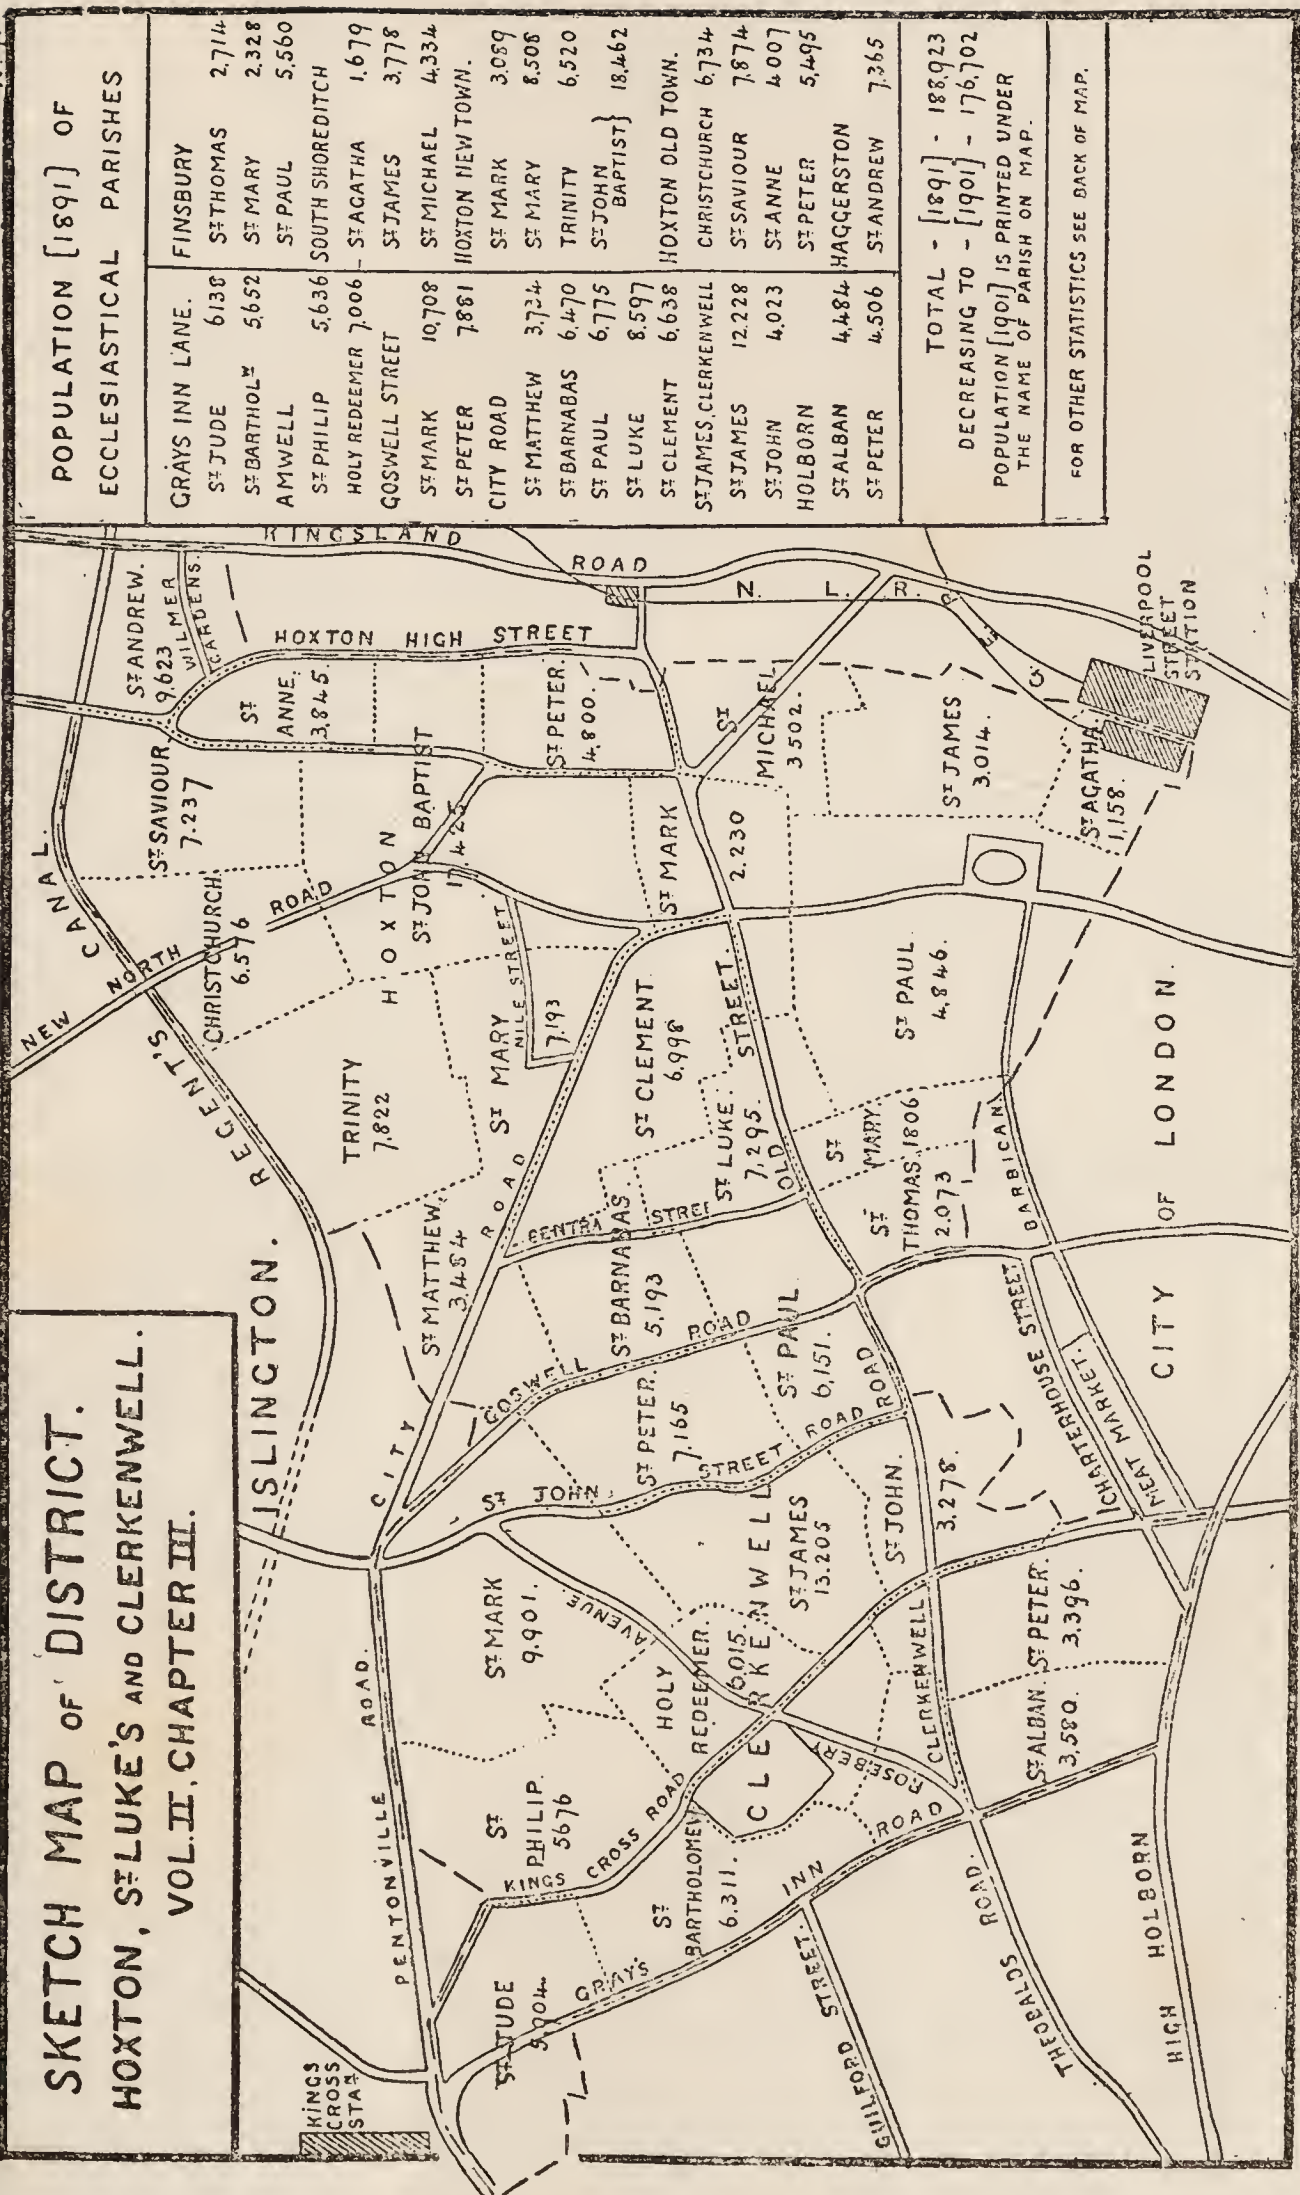 SKETCH MAP OF DISTRICT.
HOXTON, ST LUKE'S AND CLERKENWELL.
VOL. II. CHAPTER III.
POPULATION [1891] OF
ECCLESIASTICAL PARISHES
GRAYS INN LANE.
ST JUDE 6138
ST BARTHOLW 5,652
AMWELL
ST PHILIP 5,636
HOLY REDEEMER 7,006
GOSWELL STREET
ST MARK 10,708
ST PETER 7,881
CITY ROAD
ST MATTHEW 3,734
ST BARNABAS 6,470
ST PAUL 6,775
ST LUKE 8.597
ST CLEMENT 6,638
ST JAMES, CLERKENWELL
ST JAMES 12.228
ST JOHN 4.023
HOLBORN
ST ALBAN 4,484
ST PETER 4.506
FINSBURY
ST THOMAS 2,714
ST MARY 2,328
ST PAUL 5,560
SOUTH SHOREDITCH
ST AGATHA 1,679
ST JAMES 3,778
ST MICHAEL 4,334
HOXTON NEW TOWN.
ST MARK 3.089
ST MARY 8.508
TRINITY 6,520
ST JOHN BAPTIST} 18,462
HOXTON OLD TOWN.
CHRISTCHURCH 6,734
ST SAVIOUR 7,874
ST ANNE 4007
ST PETER 5,495
HAGGERSTON
ST ANDREW 7.365
TOTAL - [1891] - 188,923
DECREASING TO - [1901] - 176,702
POPULATION [1901] IS PRINTED UNDER
THE NAME OF PARISH ON MAP.
FOR OTHER STATISTICS SEE BACK OF MAP.
KINGS
CROSS
STAN
ISLINGTON.
REGENT'S
CANAL.
NEW NORTH ROAD
PENTONVILLE ROAD.
CITY ROAD
KINGSLAND ROAD
HOXTON HIGH STREET
WILMER
GARDENS.
ST ANDREW.
9.623
ST
ANNE.
3.845.
ST SAVIOUR
7.237
CHRISTCHURCH.
6.576
HOXTON
ST JOHN BAPTIST
ST PETER.
4.800.
TRINITY
7.822
ST MARY
7.193
NILE STREET
ST MATTHEW.
3.484
ST MARK
2.230
ST
MICHAEL
3502.
N. L. R.
G. E. R.
LIVERPOOL
STREET
STATION
ST JAMES
3.014.
ST AGATHA.
1,158.
ST CLEMENT
6.998
ST LUKE.
7.295.
OLD STREET
ST PAUL
4,846.
ST
MARY.
1806
ST
THOMAS.
2.073
BARBICAN
CITY OF LONDON.
ST BARNABAS.
5,193
GOSWELL ROAD
ST PETER.
7.165
ST PAUL
6,151.
ST JOHN STREET ROAD
ROAD
ST MARK
9.901.
AVENUE
ROSEBERY
HOLY
REDEEMER.
6,015.
CLERKENWELL
ST JAMES
13.205
ST JOHN.
3.278.
CLERKENWELL
CHARTERHOUSE STREET
MEAT MARKET.
ST
PHILIP.
5676
KINGS CROSS ROAD
ST
BARTHOLOMEW
6.311.
ST JUDE
GRAYS INN ROAD
GUILFORD STREET.
THEOBALDS ROAD.
ST ALBAN.
3,580.
ST PETER.
3.396.
HIGH HOLBORN